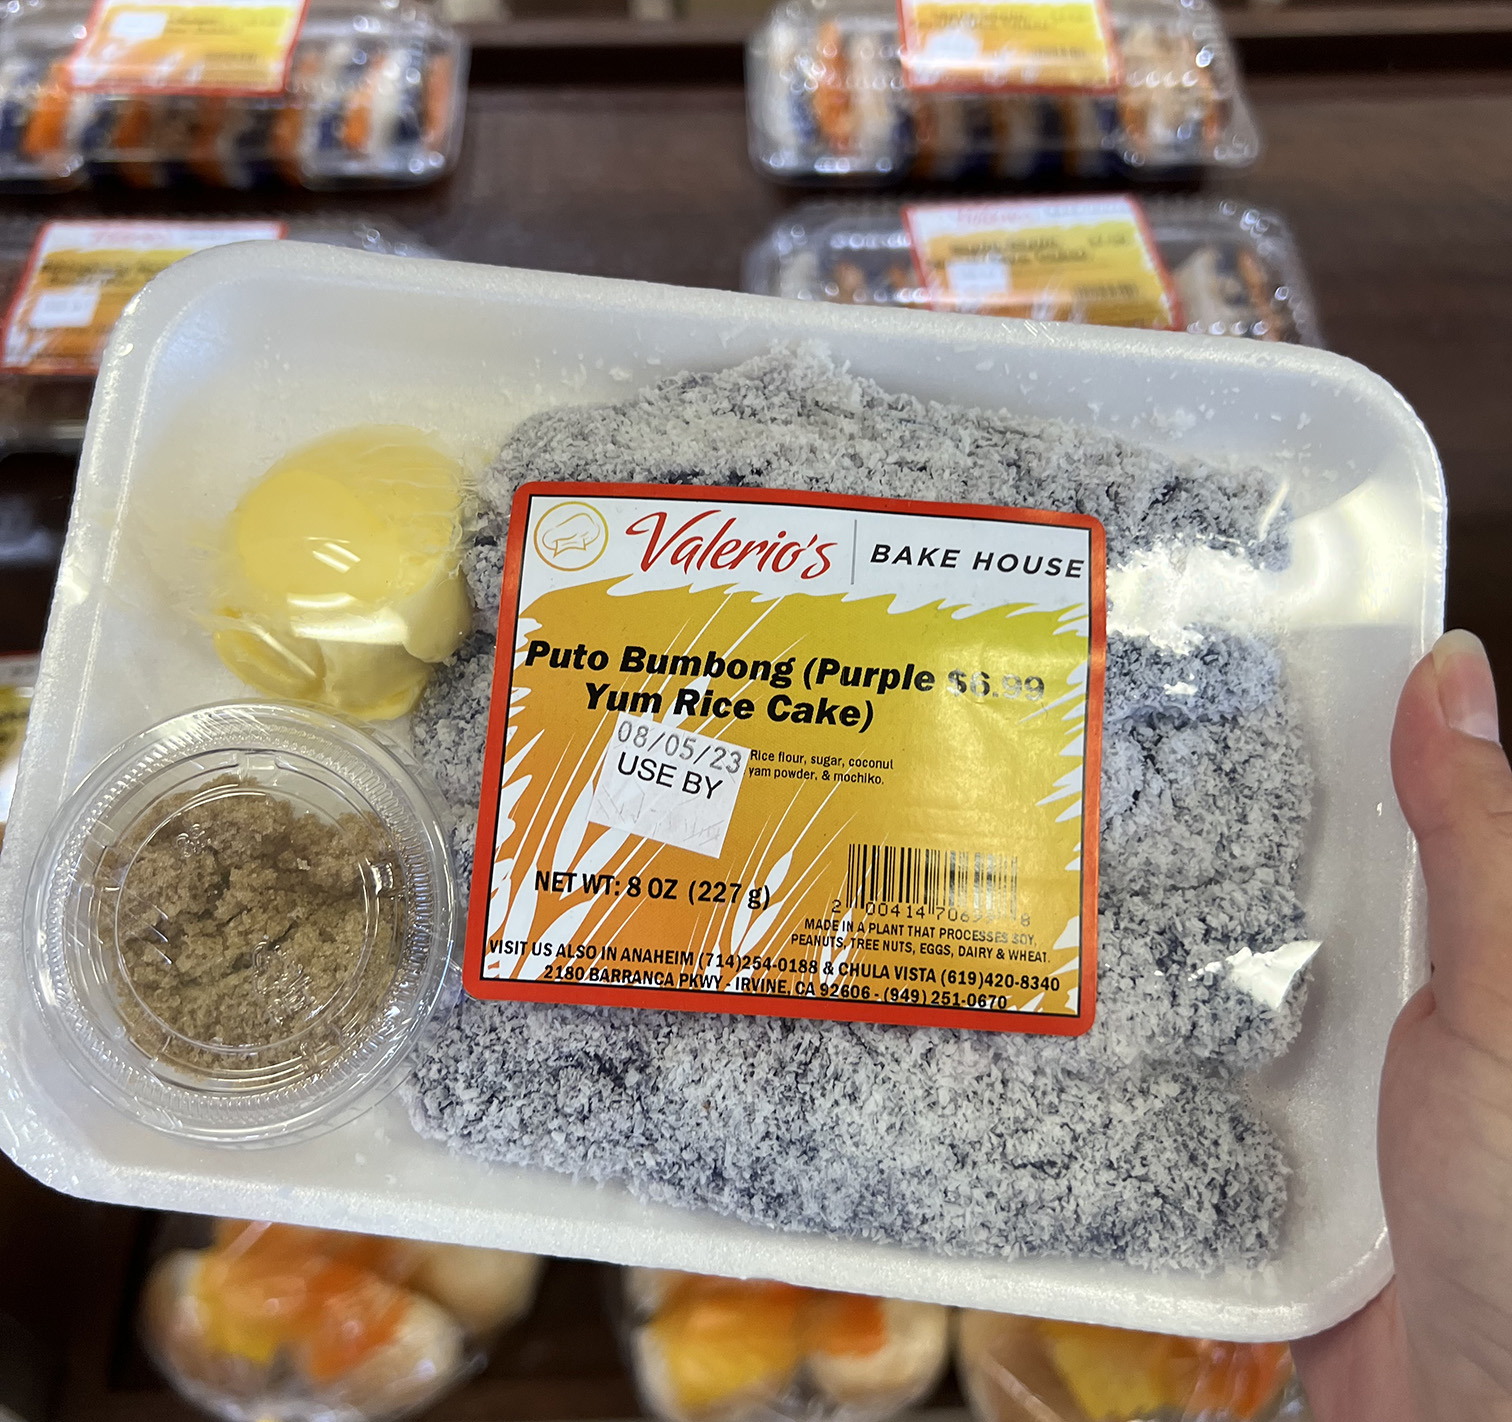 Valerio's BAKE HOUSE
Puto Bumbong (Purple $6.99
Yum Rice Cake)
08/05/23
USE BY
Rice flour, sugar, coconut
yam powder, & mochiko.
NET WT: 8 OZ (227 g)
MADE IN A PLANT THAT PROCESSES SOY,
PEANUTS, TREE NUTS, EGGS, DAIRY & WHEAT.
VISIT US ALSO IN ANAHEIM (714)254-0188 & CHULA VISTA (619)420-8340
2180 BARRANCA PKWY - IRVINE, CA 92606 - (949) 251-0670